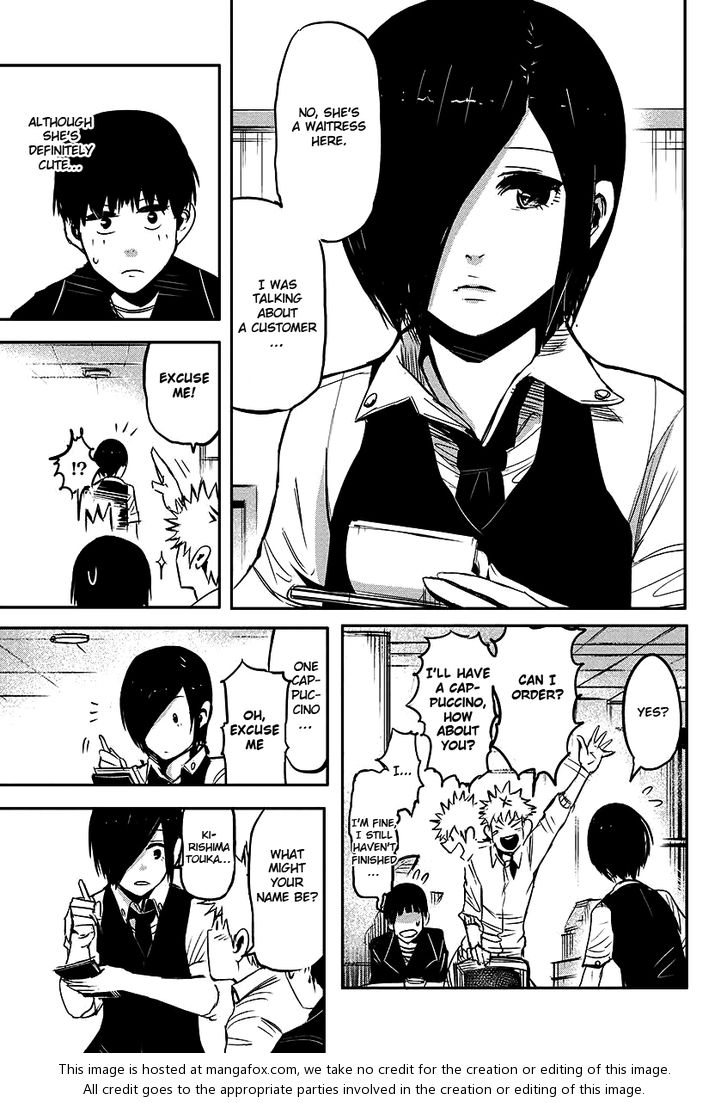 NO, SHE'S
A WAITRESS
HERE.
I WAS
TALKING
ABOUT
A CUSTOMER
...
ALTHOUGH
SHE'S
DEFINITELY
CUTE...
EXCUSE
ME!
!?
YES?
CAN I
ORDER?
I'LL HAVE
A CAP-
PUCCINO,
HOW
ABOUT
YOU?
I...
I'M FINE,
I STILL
HAVEN'T
FINISHED
...
ONE
CAP-
PUC-
CINO
...
OH,
EXCUSE
ME
WHAT
MIGHT
YOUR
NAME BE?
KI-
RISHIMA
TOUKA...
This image is hosted at mangafox.com, we take no credit for the creation or editing of this image.
All credit goes to the appropriate parties involved in the creation or editing of this image.